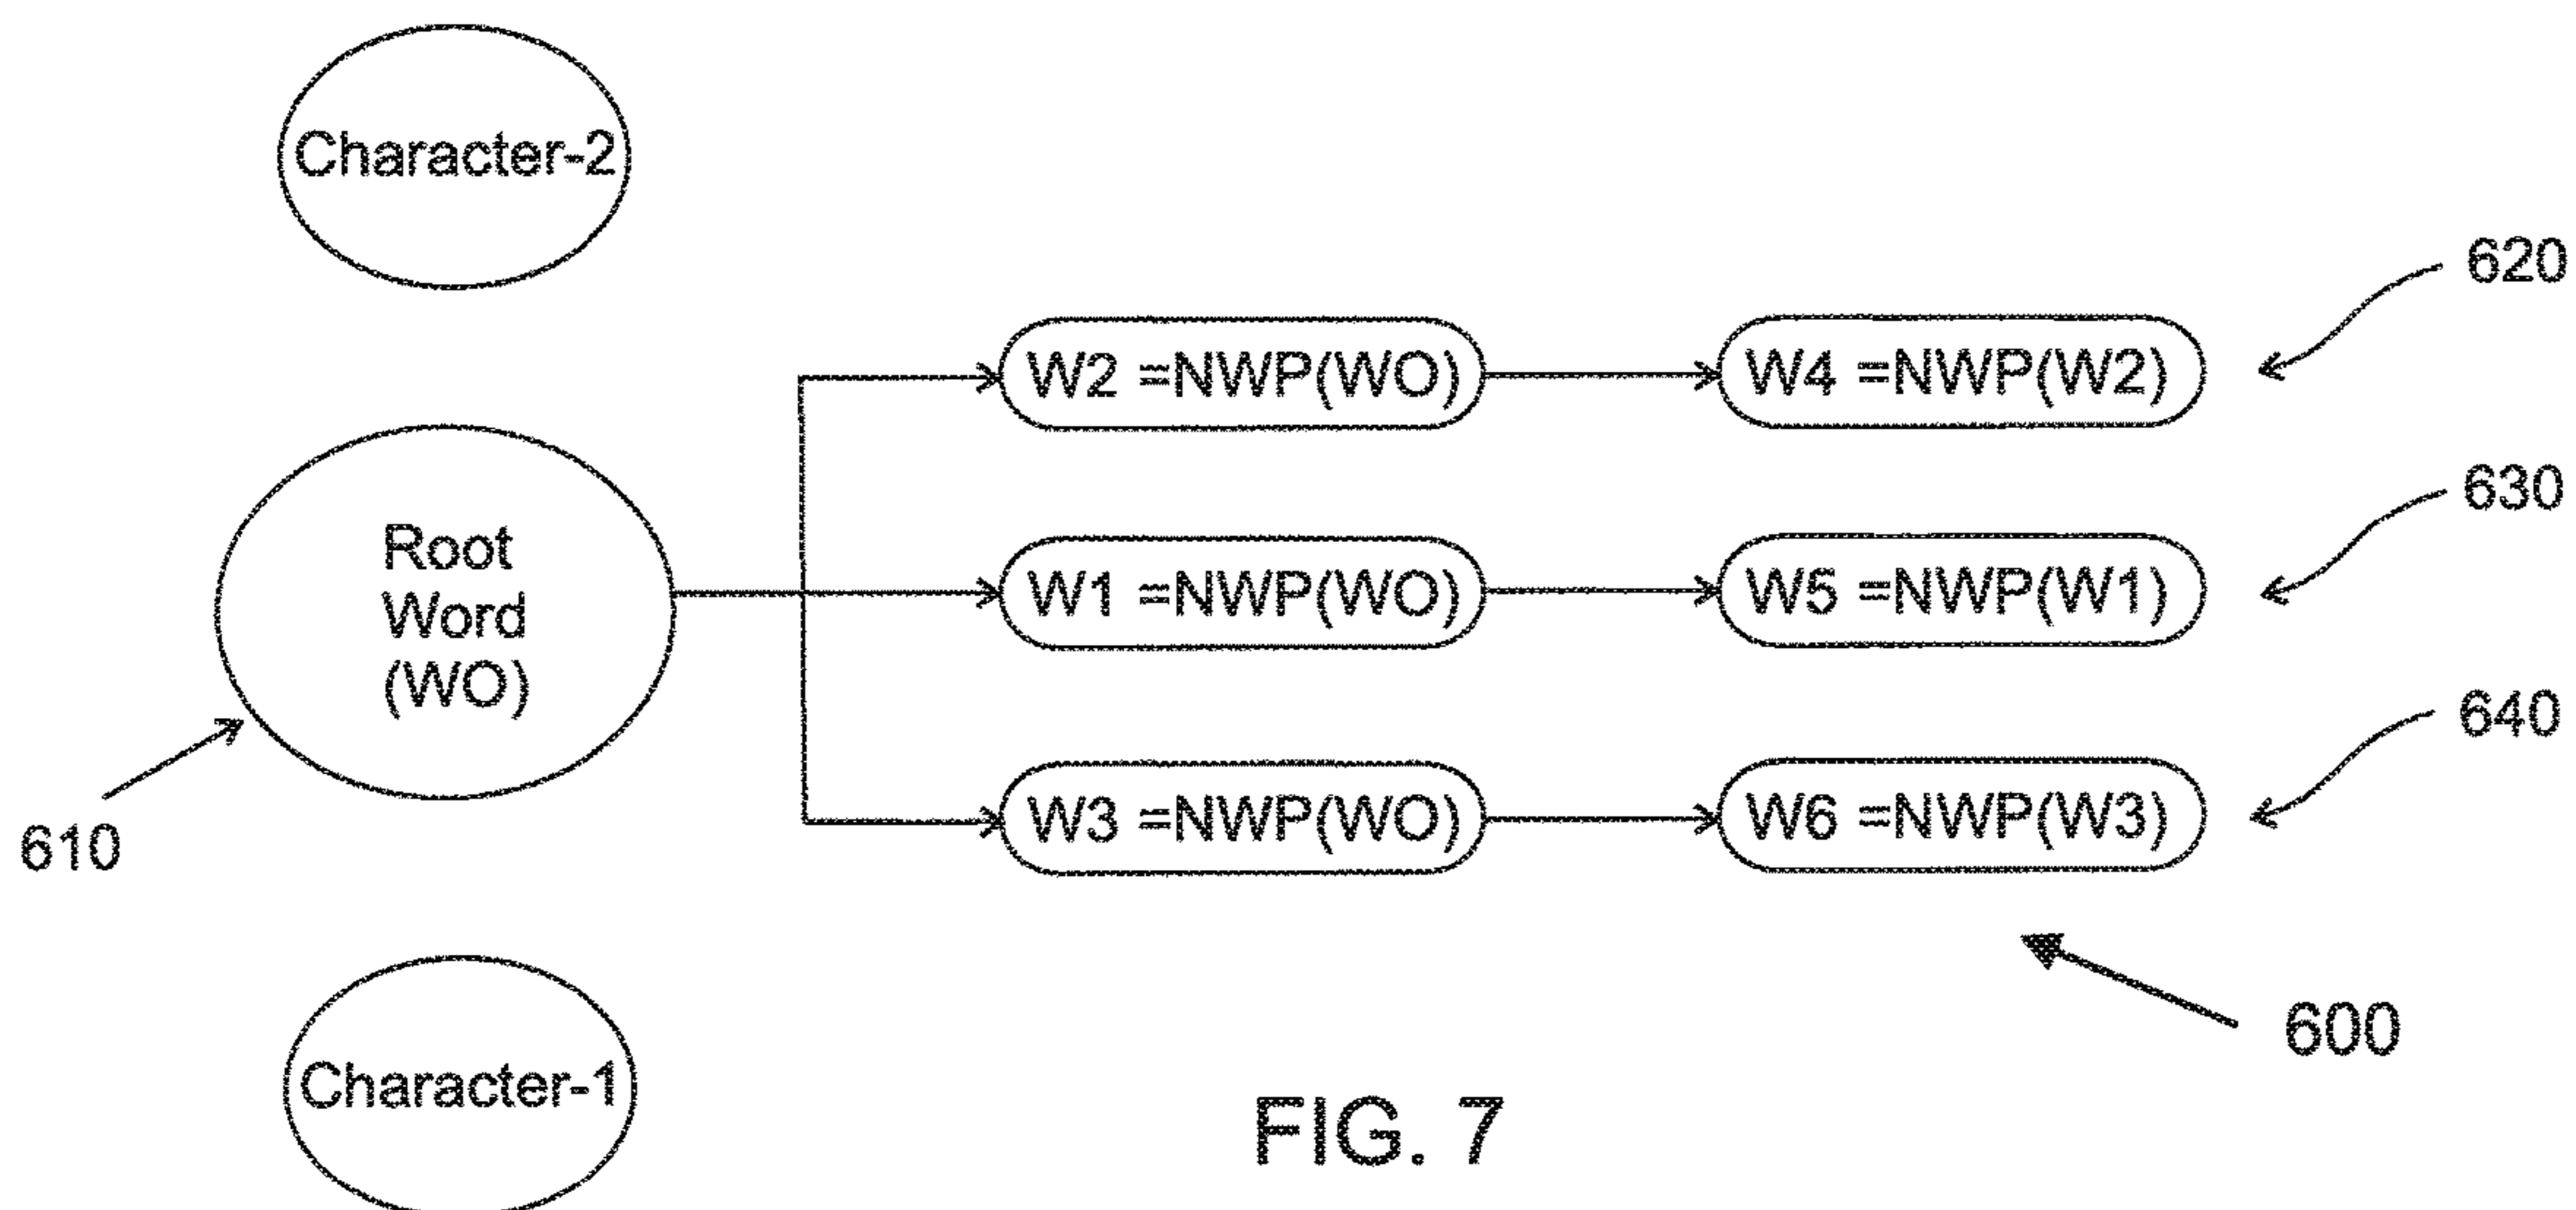 Character-2
620
W2 =NWP(WO)
W4 =NWP(W2)
630
Root
Word
(WO)
W1 =NWP(WO)
W5 =NWP(W1)
640
W3 =NWP(WO)
W6 =NWP(W3)
610
600
Character-1
FIG. 7